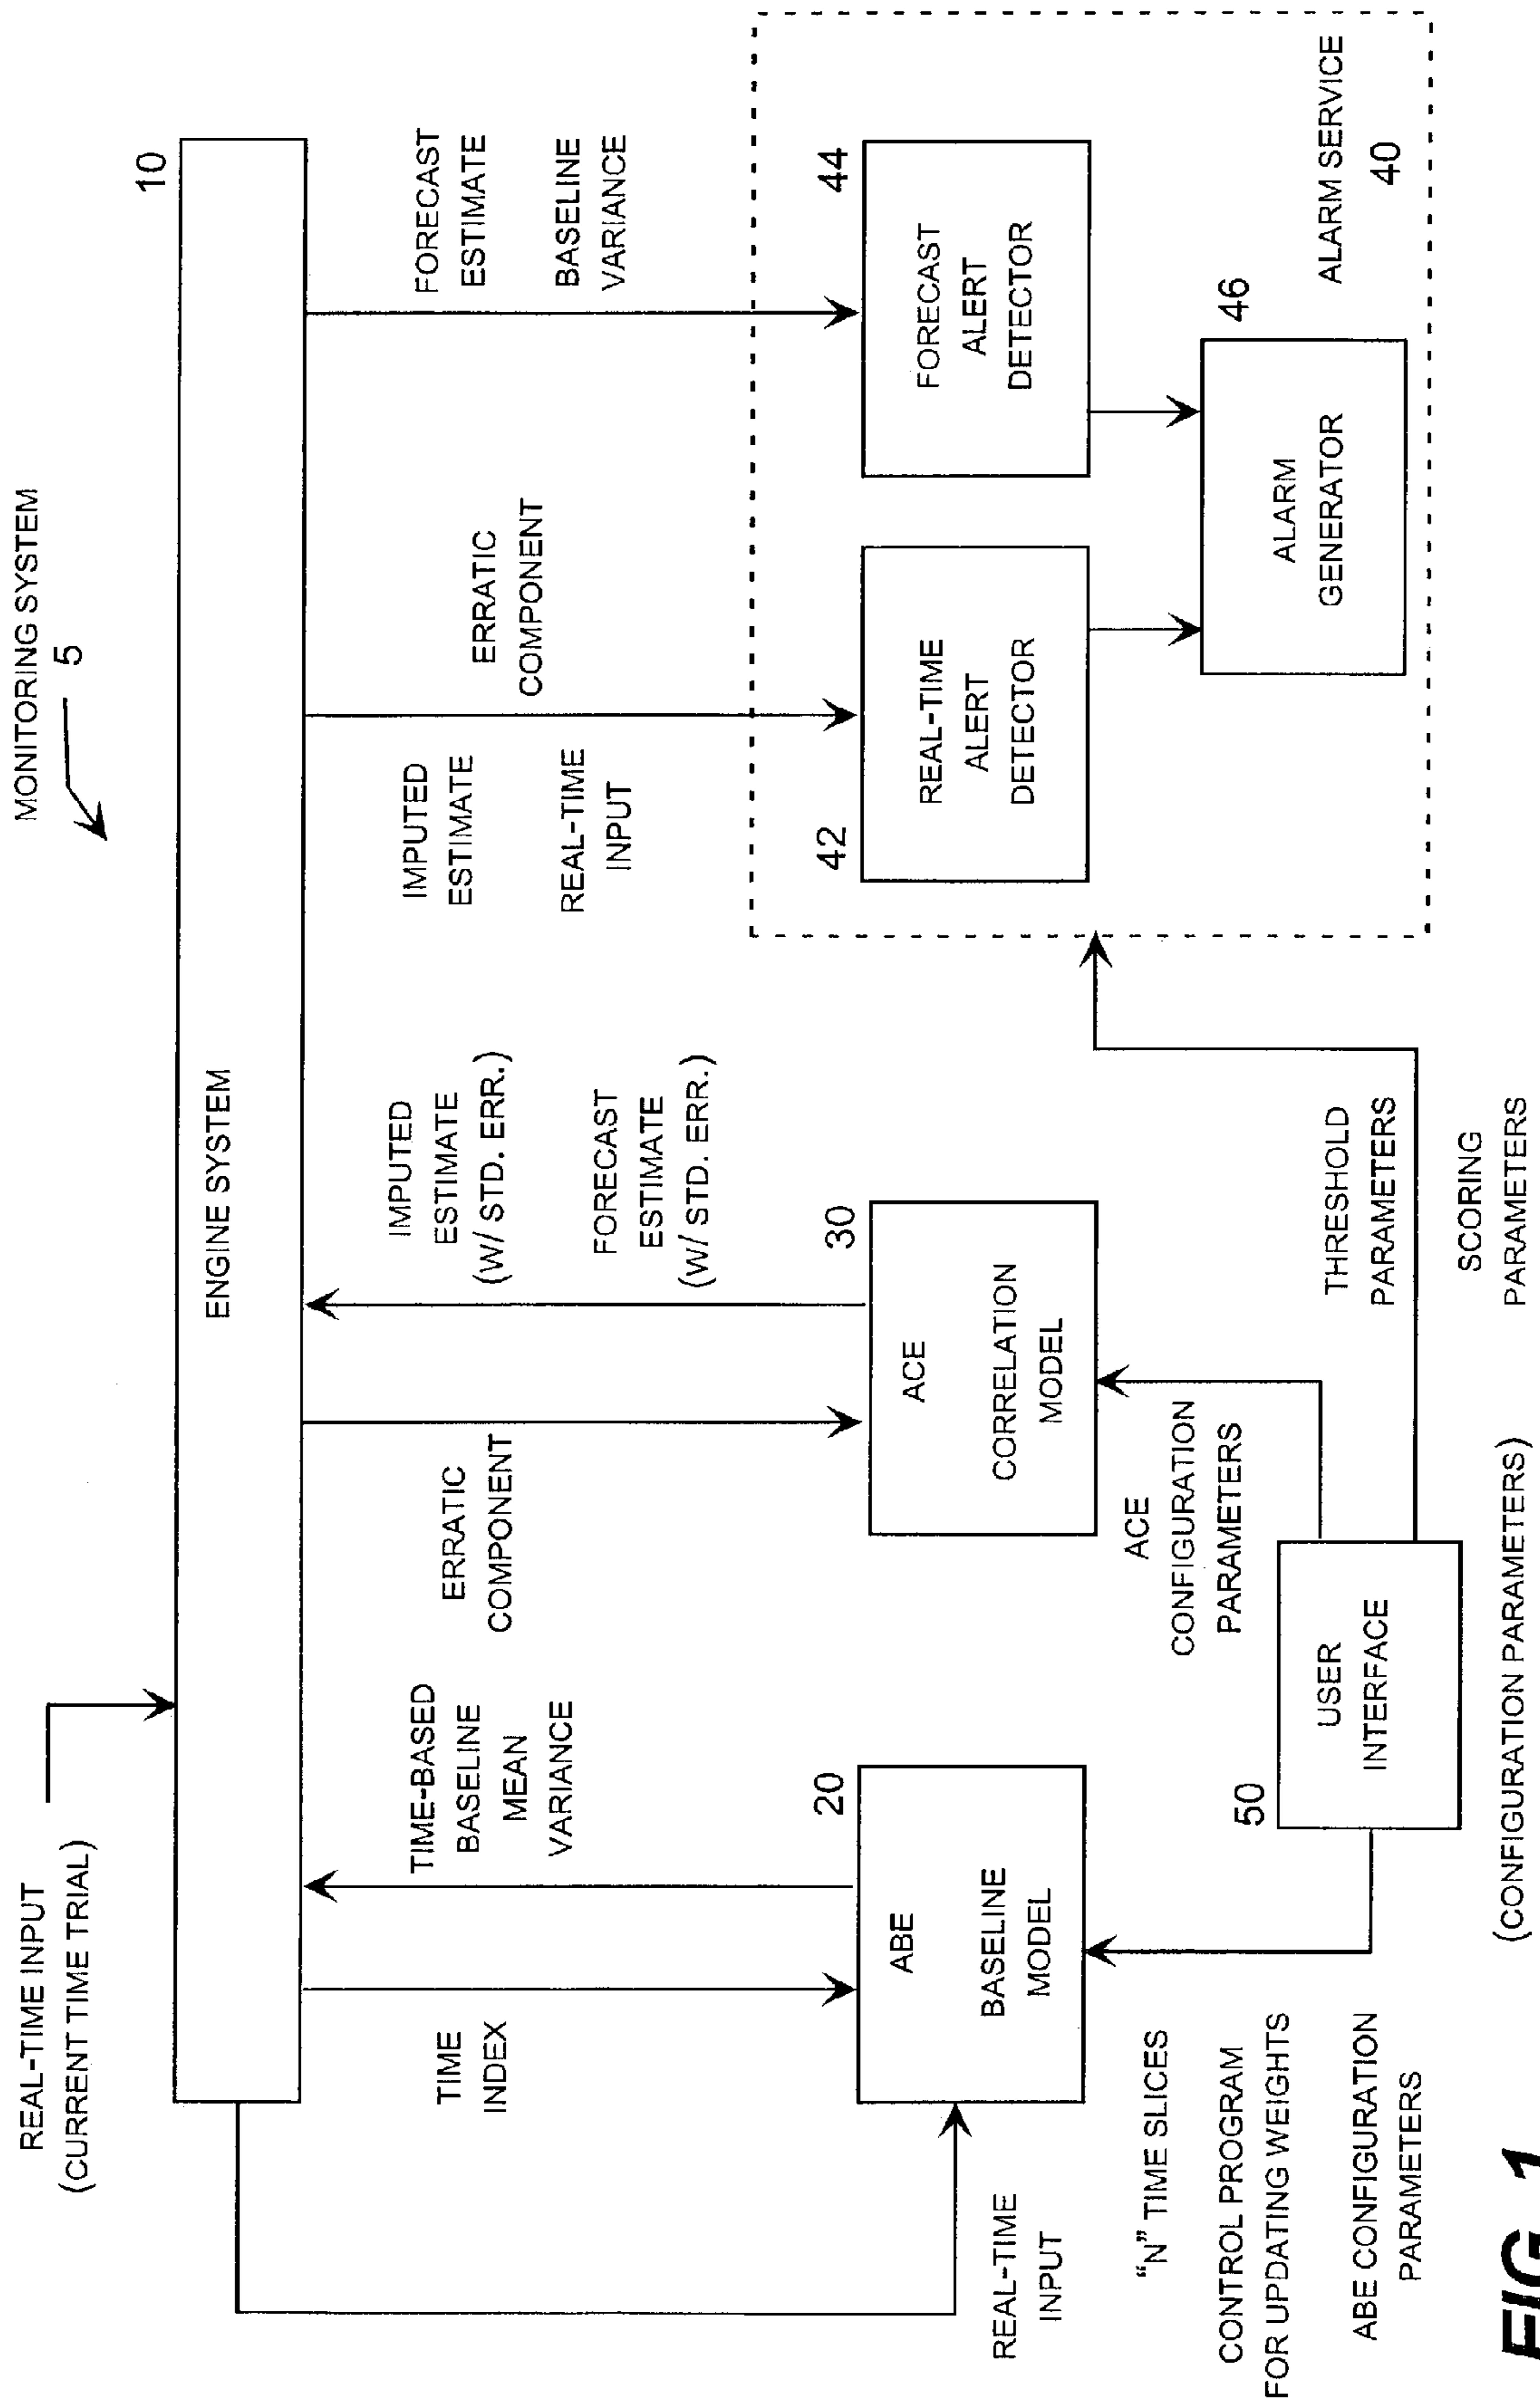 MONITORING SYSTEM
5
REAL-TIME INPUT
(CURRENT TIME TRIAL)
10
ENGINE SYSTEM
TIME
INDEX
TIME-BASED
BASELINE
MEAN
VARIANCE
ERRATIC
COMPONENT
IMPUTED
ESTIMATE
(W/ STD. ERR.)
FORECAST
ESTIMATE
(W/ STD. ERR.)
IMPUTED
ESTIMATE
REAL-TIME
INPUT
ERRATIC
COMPONENT
FORECAST
ESTIMATE
BASELINE
VARIANCE
REAL-TIME
INPUT
20
ABE
BASELINE
MODEL
30
ACE
CORRELATION
MODEL
42
REAL-TIME
ALERT
DETECTOR
44
FORECAST
ALERT
DETECTOR
46
ALARM
GENERATOR
ALARM SERVICE
40
"N" TIME SLICES
CONTROL PROGRAM
FOR UPDATING WEIGHTS
ABE CONFIGURATION
PARAMETERS
50
USER
INTERFACE
ACE
CONFIGURATION
PARAMETERS
THRESHOLD
PARAMETERS
SCORING
PARAMETERS
(CONFIGURATION PARAMETERS)
FIG. 1